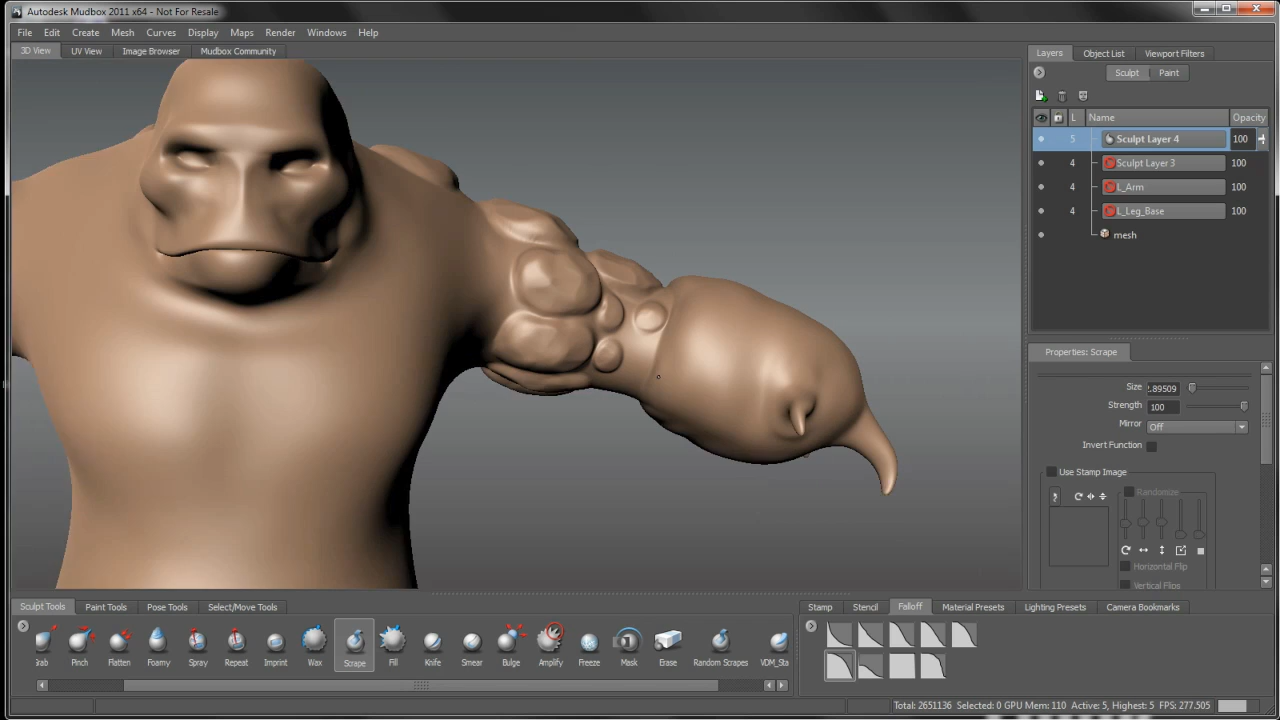 Autodesk Mudbox 2011 x64 - Not For Resale
File Edit Create Mesh Curves Display Maps Render Windows Help
3D View UV View Image Browser Mudbox Community
Layers Object List Viewport Filters
Sculpt Paint
L Name Opacity
5 Sculpt Layer 4 100
4 Sculpt Layer 3 100
4 L_Arm 100
4 L_Leg_Base 100
mesh
Properties: Scrape
Size 2.89509
Strength 100
Mirror Off
Invert Function
Use Stamp Image
Randomize
Horizontal Flip
Vertical Flips
Sculpt Tools Paint Tools Pose Tools Select/Move Tools
Grab Pinch Flatten Foamy Spray Repeat Imprint Wax Scrape Fill Knife Smear Bulge Amplify Freeze Mask Erase Random Scrapes VDM_Sta
Stamp Stencil Falloff Material Presets Lighting Presets Camera Bookmarks
Total: 2651136 Selected: 0 GPU Mem: 110 Active: 5, Highest: 5 FPS: 277.505